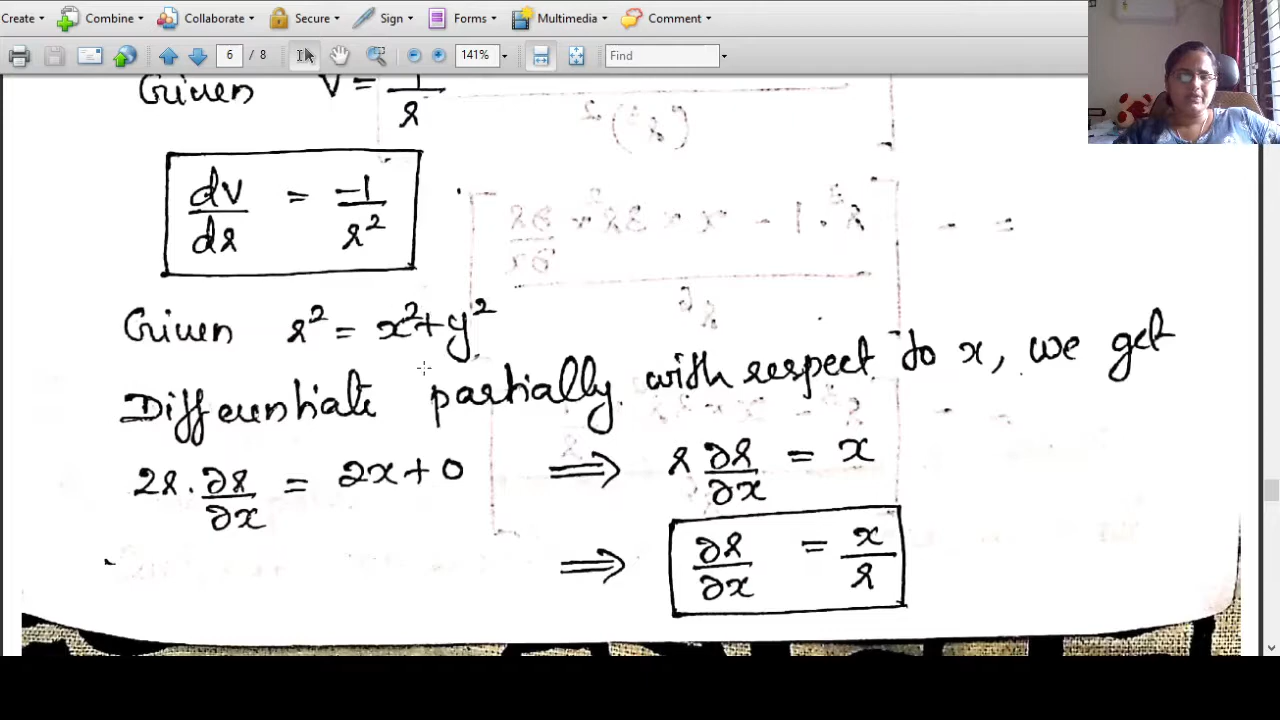 Create Combine Collaborate Secure Sign Forms Multimedia Comment
6 / 8 141% Find
Given V = 1/r
dV/dr = -1/r²
Given r² = x²+y²
Differentiate partially with respect to x, we get
2r. ∂r/∂x = 2x+0 ⟹ r ∂r/∂x = x
⟹ ∂r/∂x = x/r